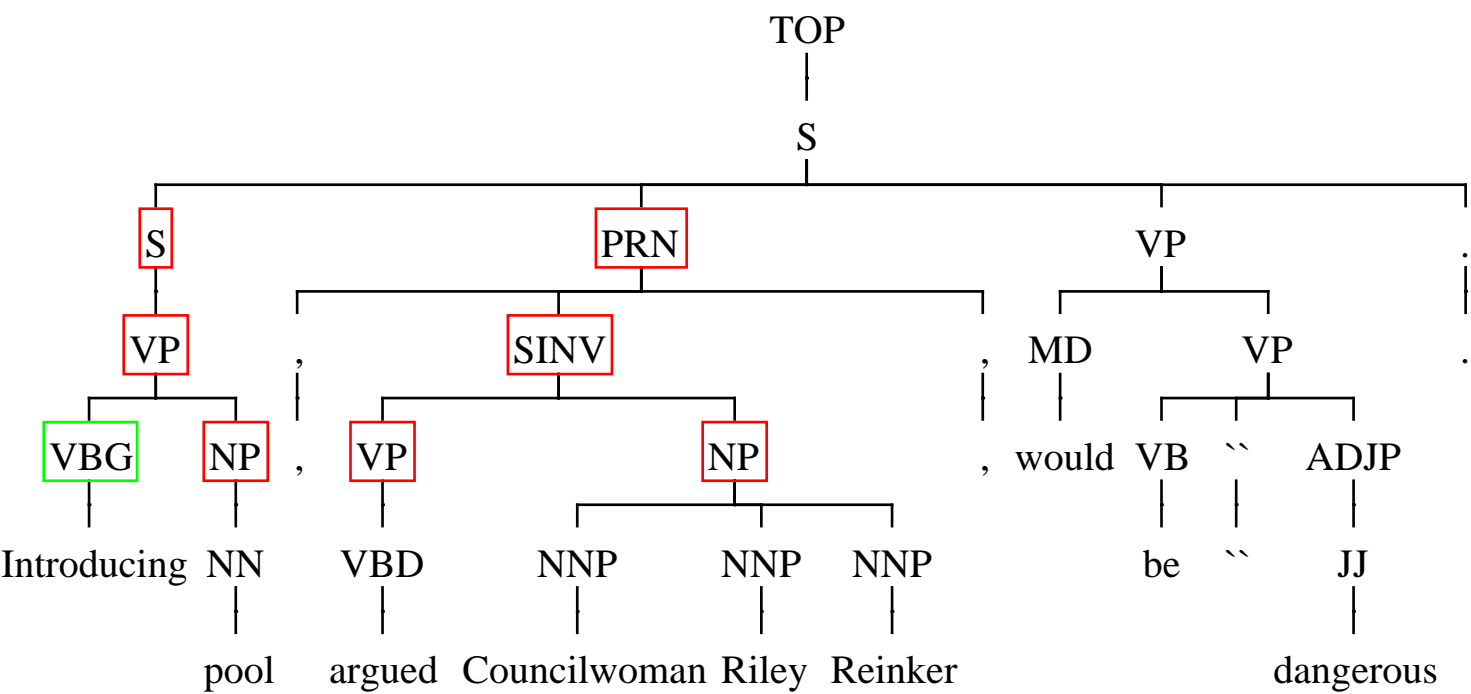 TOP
S
S PRN VP .
VP , SINV , MD VP .
VBG NP , VP NP , would VB `` ADJP
Introducing NN VBD NNP NNP NNP be `` JJ
pool argued Councilwoman Riley Reinker dangerous